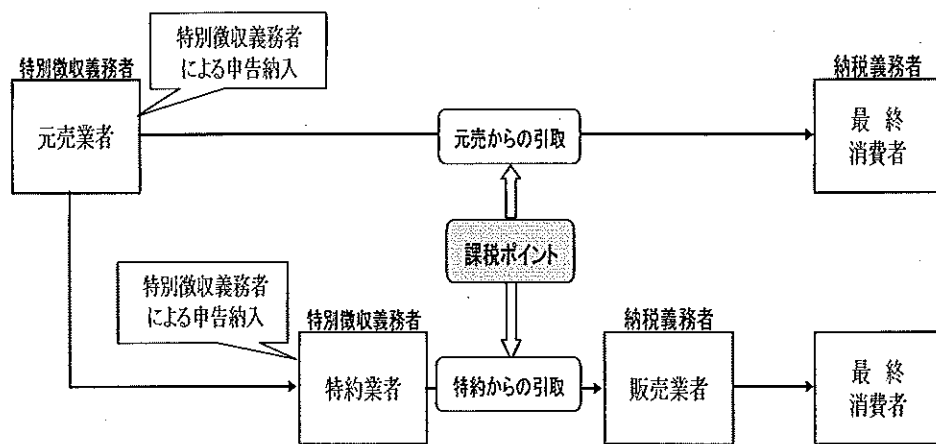 特別徴収義務者
による申告納入
特別徴収義務者
元売業者
元売からの引取
納税義務者
最 終
消費者
課税ポイント
特別徴収義務者
による申告納入
特別徴収義務者
特約業者
特約からの引取
納税義務者
販売業者
最 終
消費者